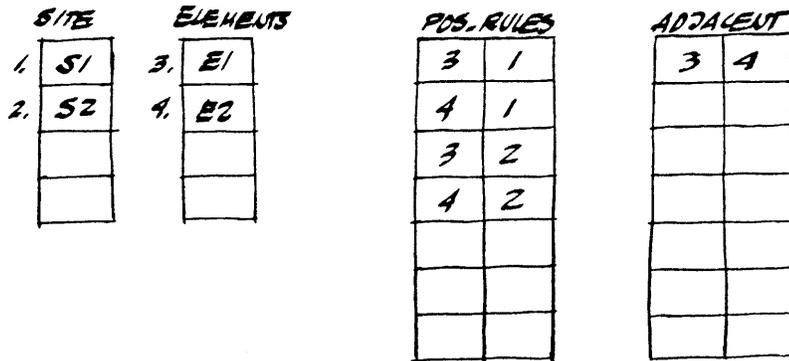 SITE ELEMENTS POS. RULES ADJACENT
1. S1 3. E1 3 1 3 4
2. S2 4. E2 4 1
3 2
4 2